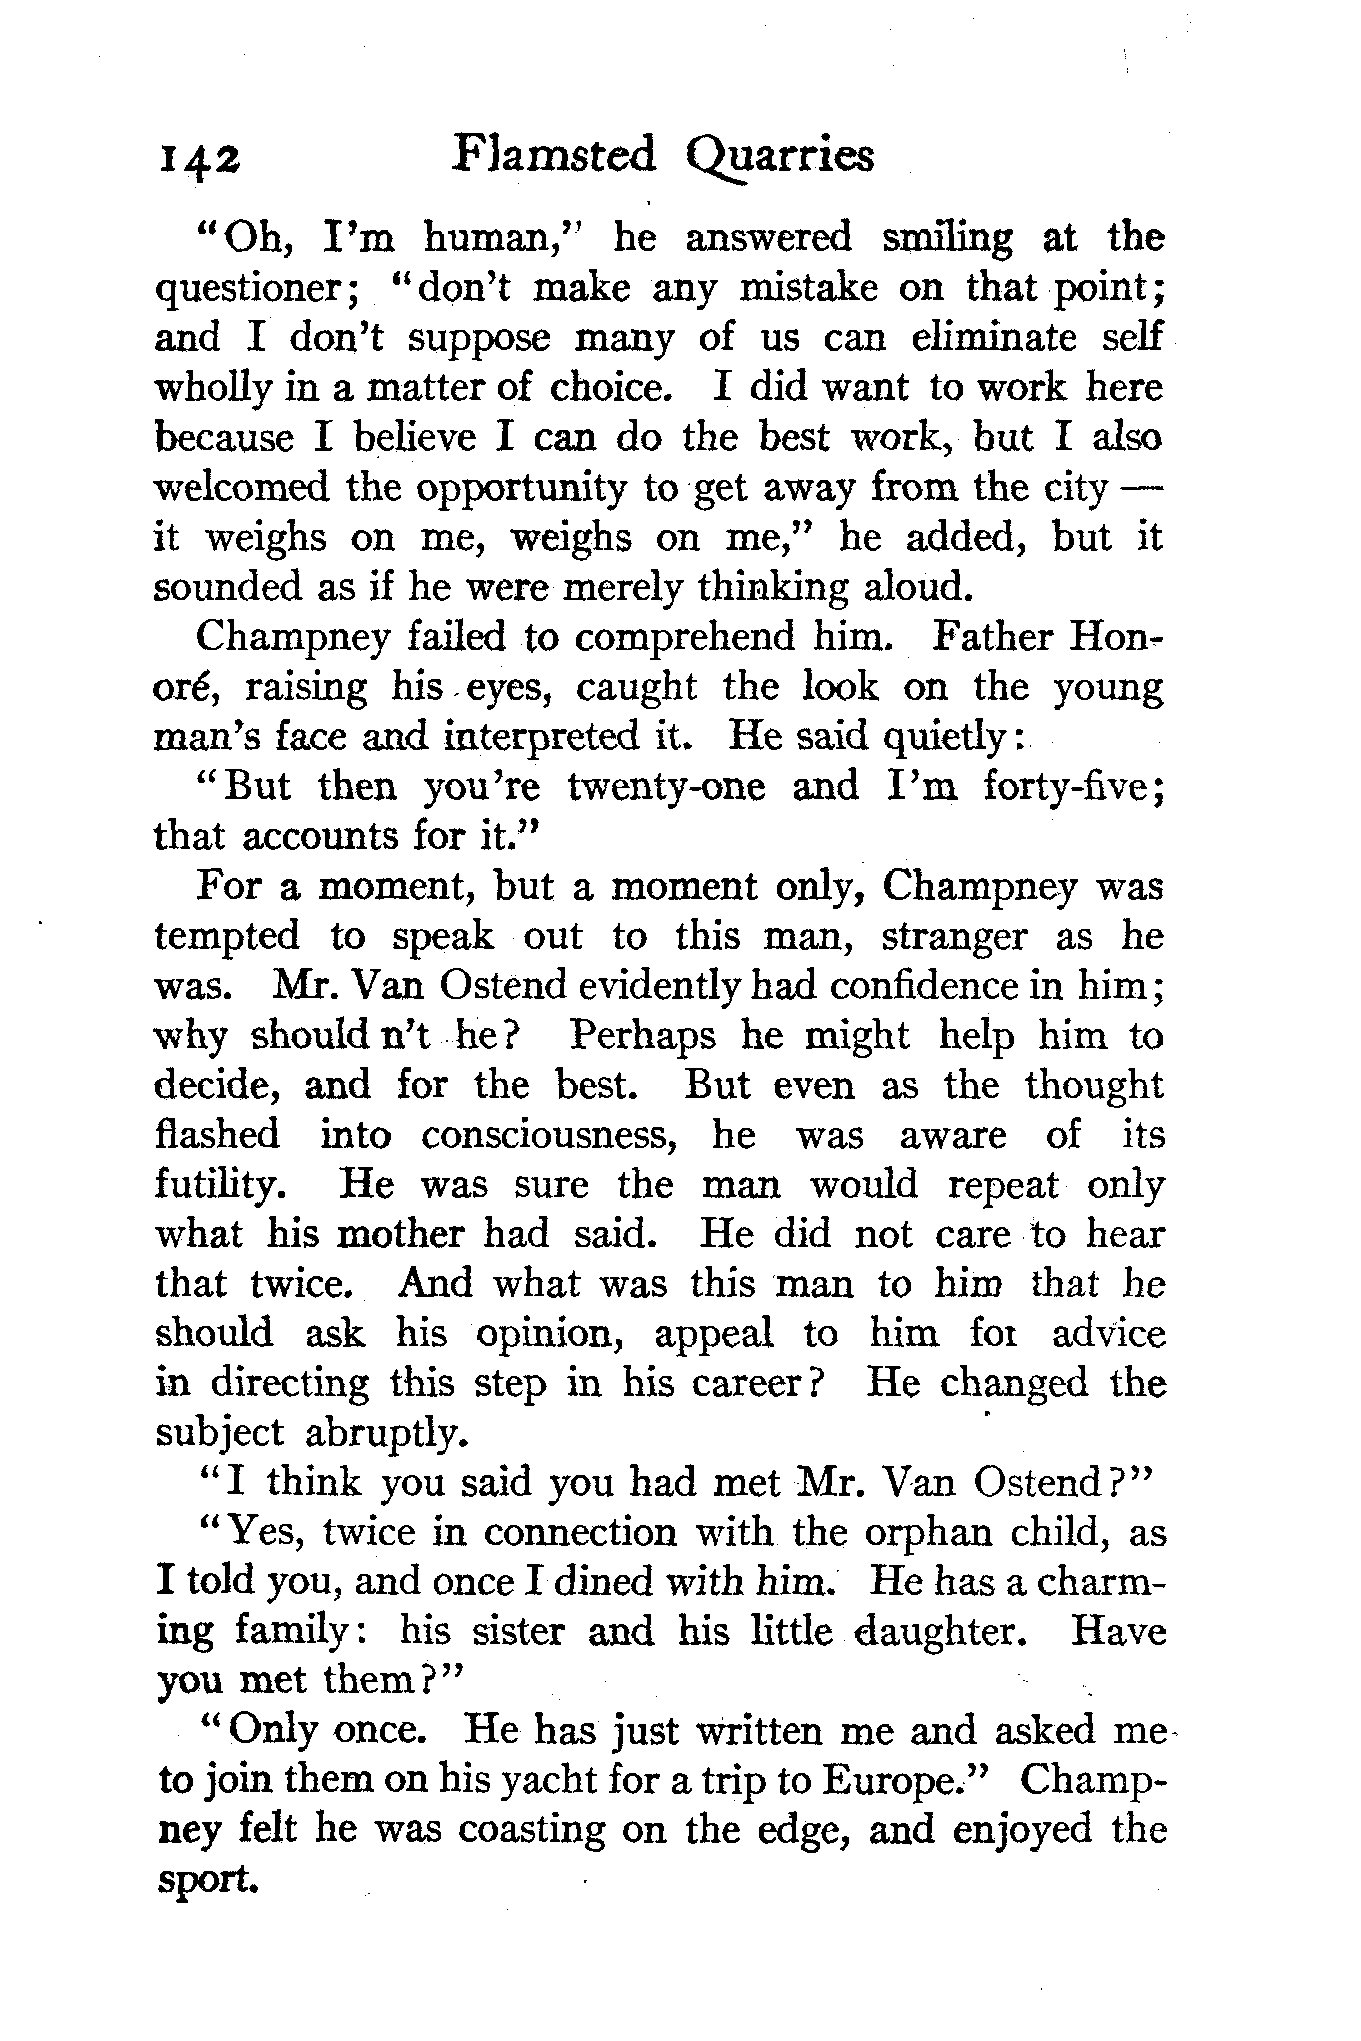 142 Flamsted Quarries
“Oh, I’m human,” he answered smiling at the
questioner; “don’t make any mistake on that point;
and I don’t suppose many of us can eliminate self
wholly in a matter of choice. I did want to work here
because I believe I can do the best work, but I also
welcomed the opportunity to get away from the city —
it weighs on me, weighs on me,” he added, but it
sounded as if he were merely thinking aloud.
Champney failed to comprehend him. Father Hon-
oré, raising his eyes, caught the look on the young
man’s face and interpreted it. He said quietly:
“But then you’re twenty-one and I’m forty-five;
that accounts for it.”
For a moment, but a moment only, Champney was
tempted to speak out to this man, stranger as he
was. Mr. Van Ostend evidently had confidence in him;
why should n’t he? Perhaps he might help him to
decide, and for the best. But even as the thought
flashed into consciousness, he was aware of its
futility. He was sure the man would repeat only
what his mother had said. He did not care to hear
that twice. And what was this man to him that he
should ask his opinion, appeal to him for advice
in directing this step in his career? He changed the
subject abruptly.
“I think you said you had met Mr. Van Ostend?”
“Yes, twice in connection with the orphan child, as
I told you, and once I dined with him. He has a charm-
ing family: his sister and his little daughter. Have
you met them?”
“Only once. He has just written me and asked me
to join them on his yacht for a trip to Europe.” Champ-
ney felt he was coasting on the edge, and enjoyed the
sport.